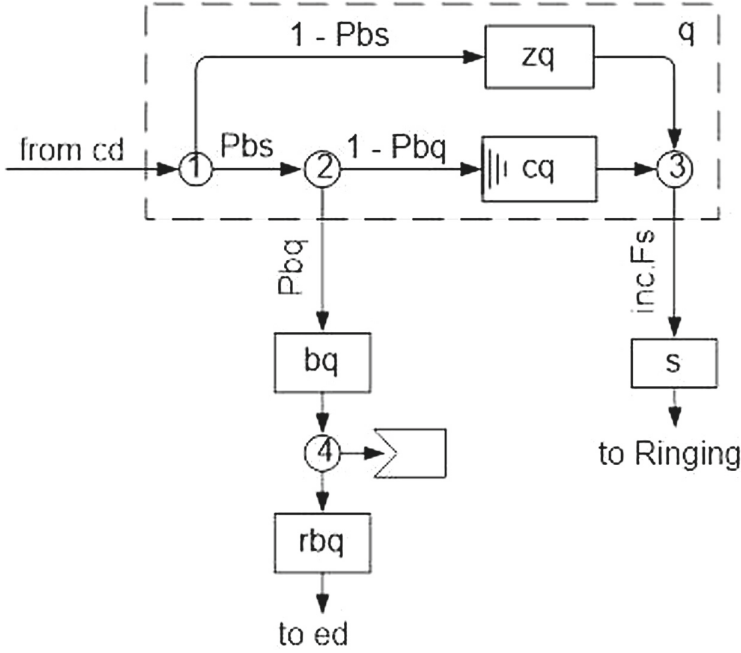 1 - Pbs
zq
q
from cd
1
Pbs
2
1 - Pbq
cq
3
Pbq
inc.Fs
bq
s
4
to Ringing
rbq
to ed